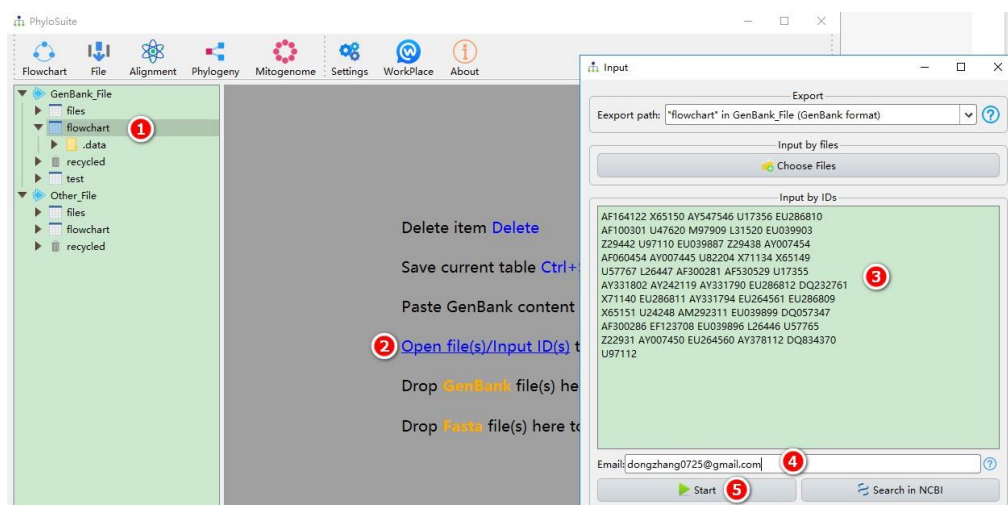 PhyloSuite
Flowchart File Alignment Phylogeny Mitogenome Settings WorkPlace About
GenBank_File
files
flowchart
1
.data
recycled
test
Other_File
files
flowchart
recycled
Delete item Delete
Save current table Ctrl+
Paste GenBank content
2 Open file(s)/Input ID(s) t
Drop GenBank file(s) he
Drop Fasta file(s) here to
Input
Export
Eexport path: "flowchart" in GenBank_File (GenBank format)
Input by files
Choose Files
Input by IDs
AF164122 X65150 AY547546 U17356 EU286810
AF100301 U47620 M97909 L31520 EU039903
Z29442 U97110 EU039887 Z29438 AY007454
AF060454 AY007445 U82204 X71134 X65149
U57767 L26447 AF300281 AF530529 U17355
AY331802 AY242119 AY331790 EU286812 DQ232761
X71140 EU286811 AY331794 EU264561 EU286809
X65151 U24248 AM292311 EU039899 DQ057347
AF300286 EF123708 EU039896 L26446 U57765
Z22931 AY007450 EU264560 AY378112 DQ834370
U97112
3
Email: dongzhang0725@gmail.com 4
Start 5 Search in NCBI